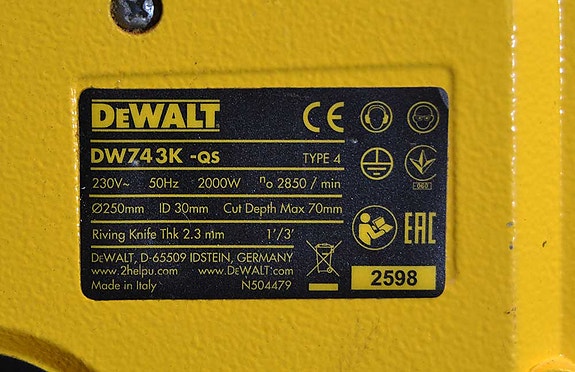 DEWALT
DW743K -QS TYPE 4
230V~ 50Hz 2000W no 2850 / min
Ø250mm ID 30mm Cut Depth Max 70mm
Riving Knife Thk 2.3 mm 1'/3'
DEWALT, D-65509 IDSTEIN, GERMANY
www.2helpu.com www.DEWALT.com
Made in Italy N504479
CE
EAC
2598